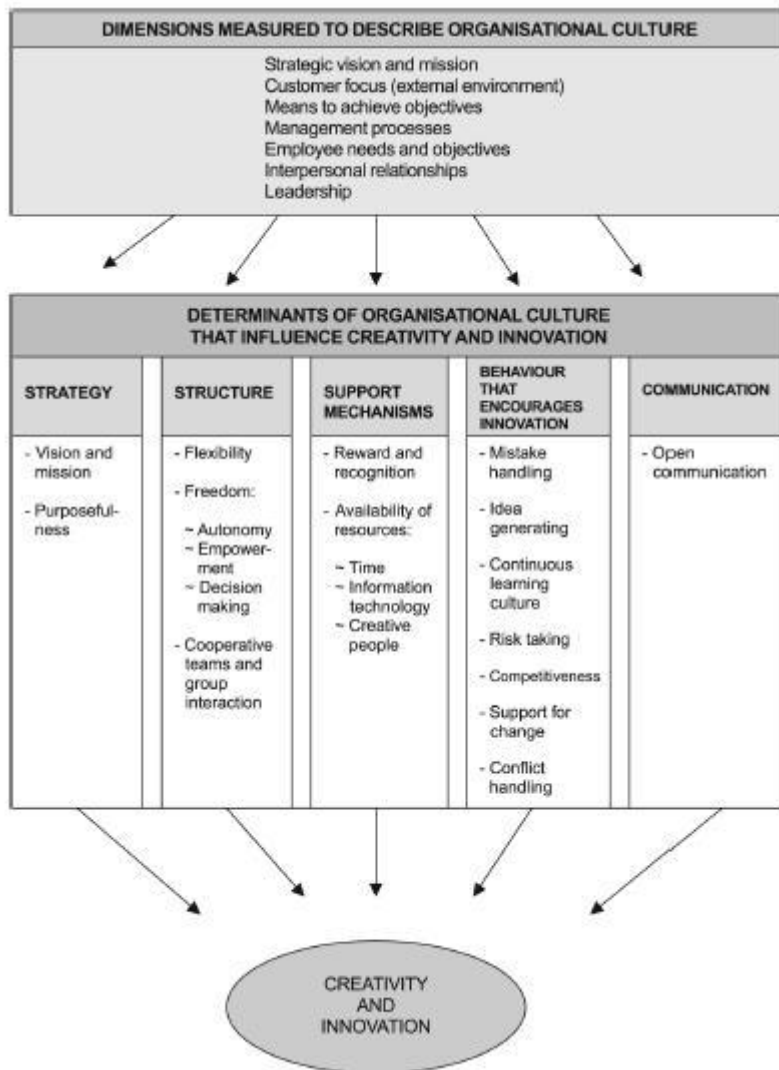 DIMENSIONS MEASURED TO DESCRIBE ORGANISATIONAL CULTURE
Strategic vision and mission
Customer focus (external environment)
Means to achieve objectives
Management processes
Employee needs and objectives
Interpersonal relationships
Leadership
DETERMINANTS OF ORGANISATIONAL CULTURE
THAT INFLUENCE CREATIVITY AND INNOVATION
STRATEGY
- Vision and
mission
- Purposeful-
ness
STRUCTURE
- Flexibility
- Freedom:
~ Autonomy
~ Empower-
ment
~ Decision
making
- Cooperative
teams and
group
interaction
SUPPORT
MECHANISMS
- Reward and
recognition
- Availability of
resources:
~ Time
~ Information
technology
~ Creative
people
BEHAVIOUR
THAT
ENCOURAGES
INNOVATION
- Mistake
handling
- Idea
generating
- Continuous
learning
culture
- Risk taking
- Competitiveness
- Support for
change
- Conflict
handling
COMMUNICATION
- Open
communication
CREATIVITY
AND
INNOVATION